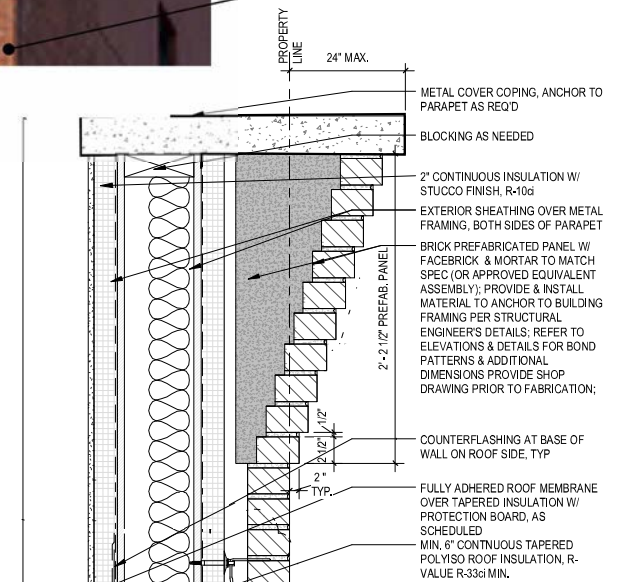 PROPERTY
LINE
24" MAX.
METAL COVER COPING, ANCHOR TO
PARAPET AS REQ'D
BLOCKING AS NEEDED
2" CONTINUOUS INSULATION W/
STUCCO FINISH, R-10ci
EXTERIOR SHEATHING OVER METAL
FRAMING, BOTH SIDES OF PARAPET
BRICK PREFABRICATED PANEL W/
FACEBRICK & MORTAR TO MATCH
SPEC (OR APPROVED EQUIVALENT
ASSEMBLY); PROVIDE & INSTALL
MATERIAL TO ANCHOR TO BUILDING
FRAMING PER STRUCTURAL
ENGINEER'S DETAILS; REFER TO
ELEVATIONS & DETAILS FOR BOND
PATTERNS & ADDITIONAL
DIMENSIONS PROVIDE SHOP
DRAWING PRIOR TO FABRICATION;
2' - 2 1/2" PREFAB. PANEL
1/2"
2 1/2"
2 "
TYP.
COUNTERFLASHING AT BASE OF
WALL ON ROOF SIDE, TYP
FULLY ADHERED ROOF MEMBRANE
OVER TAPERED INSULATION W/
PROTECTION BOARD, AS
SCHEDULED
MIN. 6" CONTNUOUS TAPERED
POLYISO ROOF INSULATION, R-
VALUE R-33ci MIN.